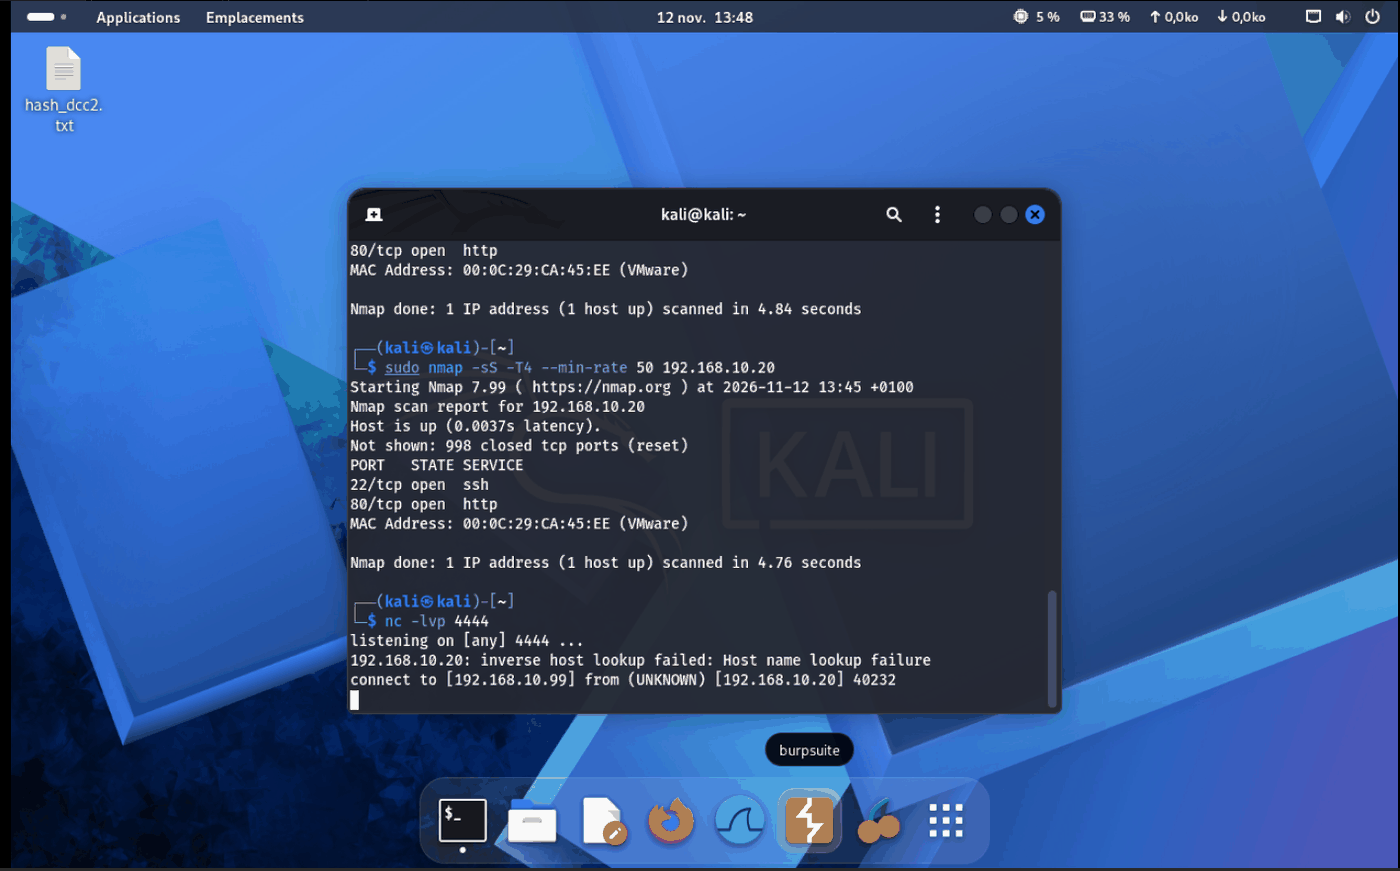 Applications Emplacements 12 nov. 13:48 5 % 33 % ↑ 0,0ko ↓ 0,0ko
hash_dcc2.
txt
kali@kali: ~
80/tcp open  http
MAC Address: 00:0C:29:CA:45:EE (VMware)
Nmap done: 1 IP address (1 host up) scanned in 4.84 seconds
┌──(kali㉿kali)-[~]
└─$ sudo nmap -sS -T4 --min-rate 50 192.168.10.20
Starting Nmap 7.99 ( https://nmap.org ) at 2026-11-12 13:45 +0100
Nmap scan report for 192.168.10.20
Host is up (0.0037s latency).
Not shown: 998 closed tcp ports (reset)
PORT   STATE SERVICE
22/tcp open  ssh
80/tcp open  http
MAC Address: 00:0C:29:CA:45:EE (VMware)
Nmap done: 1 IP address (1 host up) scanned in 4.76 seconds
┌──(kali㉿kali)-[~]
└─$ nc -lvp 4444
listening on [any] 4444 ...
192.168.10.20: inverse host lookup failed: Host name lookup failure
connect to [192.168.10.99] from (UNKNOWN) [192.168.10.20] 40232
KALI
burpsuite
$_